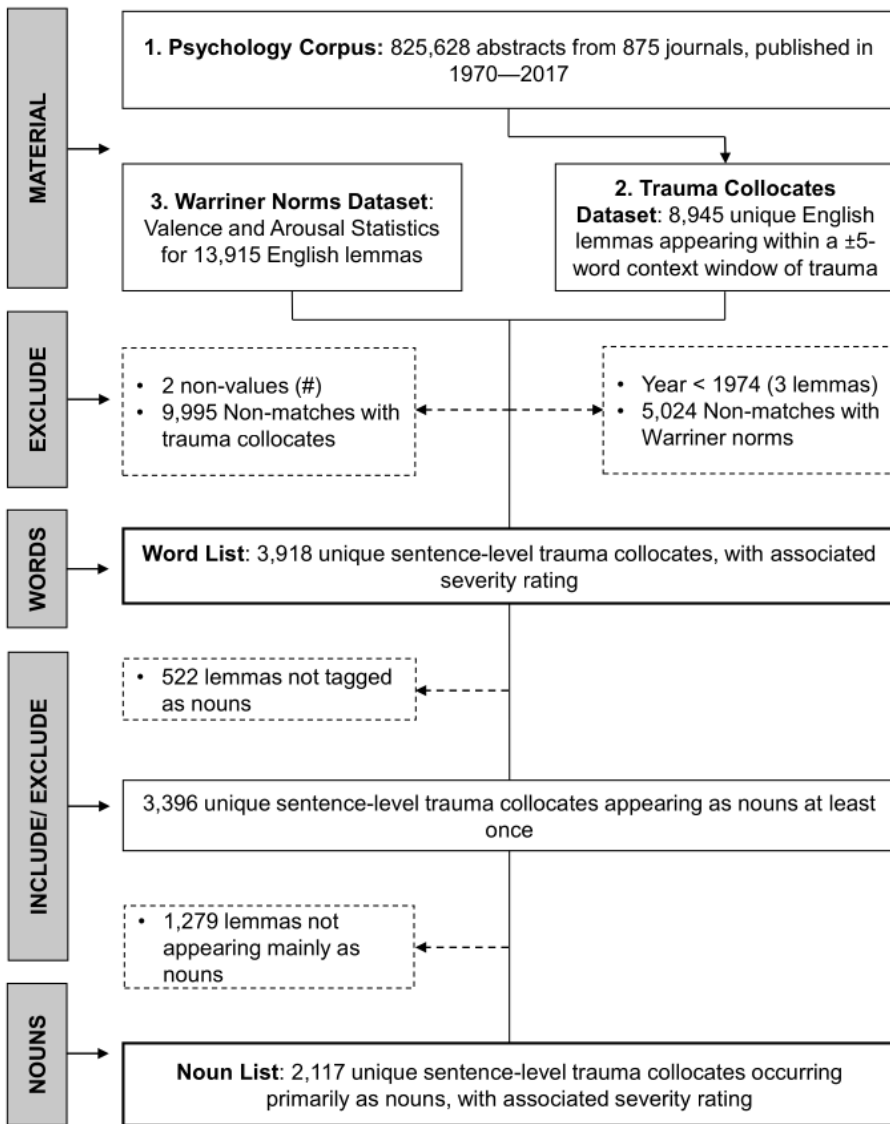 MATERIAL
1. Psychology Corpus: 825,628 abstracts from 875 journals, published in
1970—2017
3. Warriner Norms Dataset:
Valence and Arousal Statistics
for 13,915 English lemmas
2. Trauma Collocates
Dataset: 8,945 unique English
lemmas appearing within a ±5-
word context window of trauma
EXCLUDE
• 2 non-values (#)
• 9,995 Non-matches with
trauma collocates
• Year < 1974 (3 lemmas)
• 5,024 Non-matches with
Warriner norms
WORDS
Word List: 3,918 unique sentence-level trauma collocates, with associated
severity rating
INCLUDE/ EXCLUDE
• 522 lemmas not tagged
as nouns
3,396 unique sentence-level trauma collocates appearing as nouns at least
once
• 1,279 lemmas not
appearing mainly as
nouns
NOUNS
Noun List: 2,117 unique sentence-level trauma collocates occurring
primarily as nouns, with associated severity rating